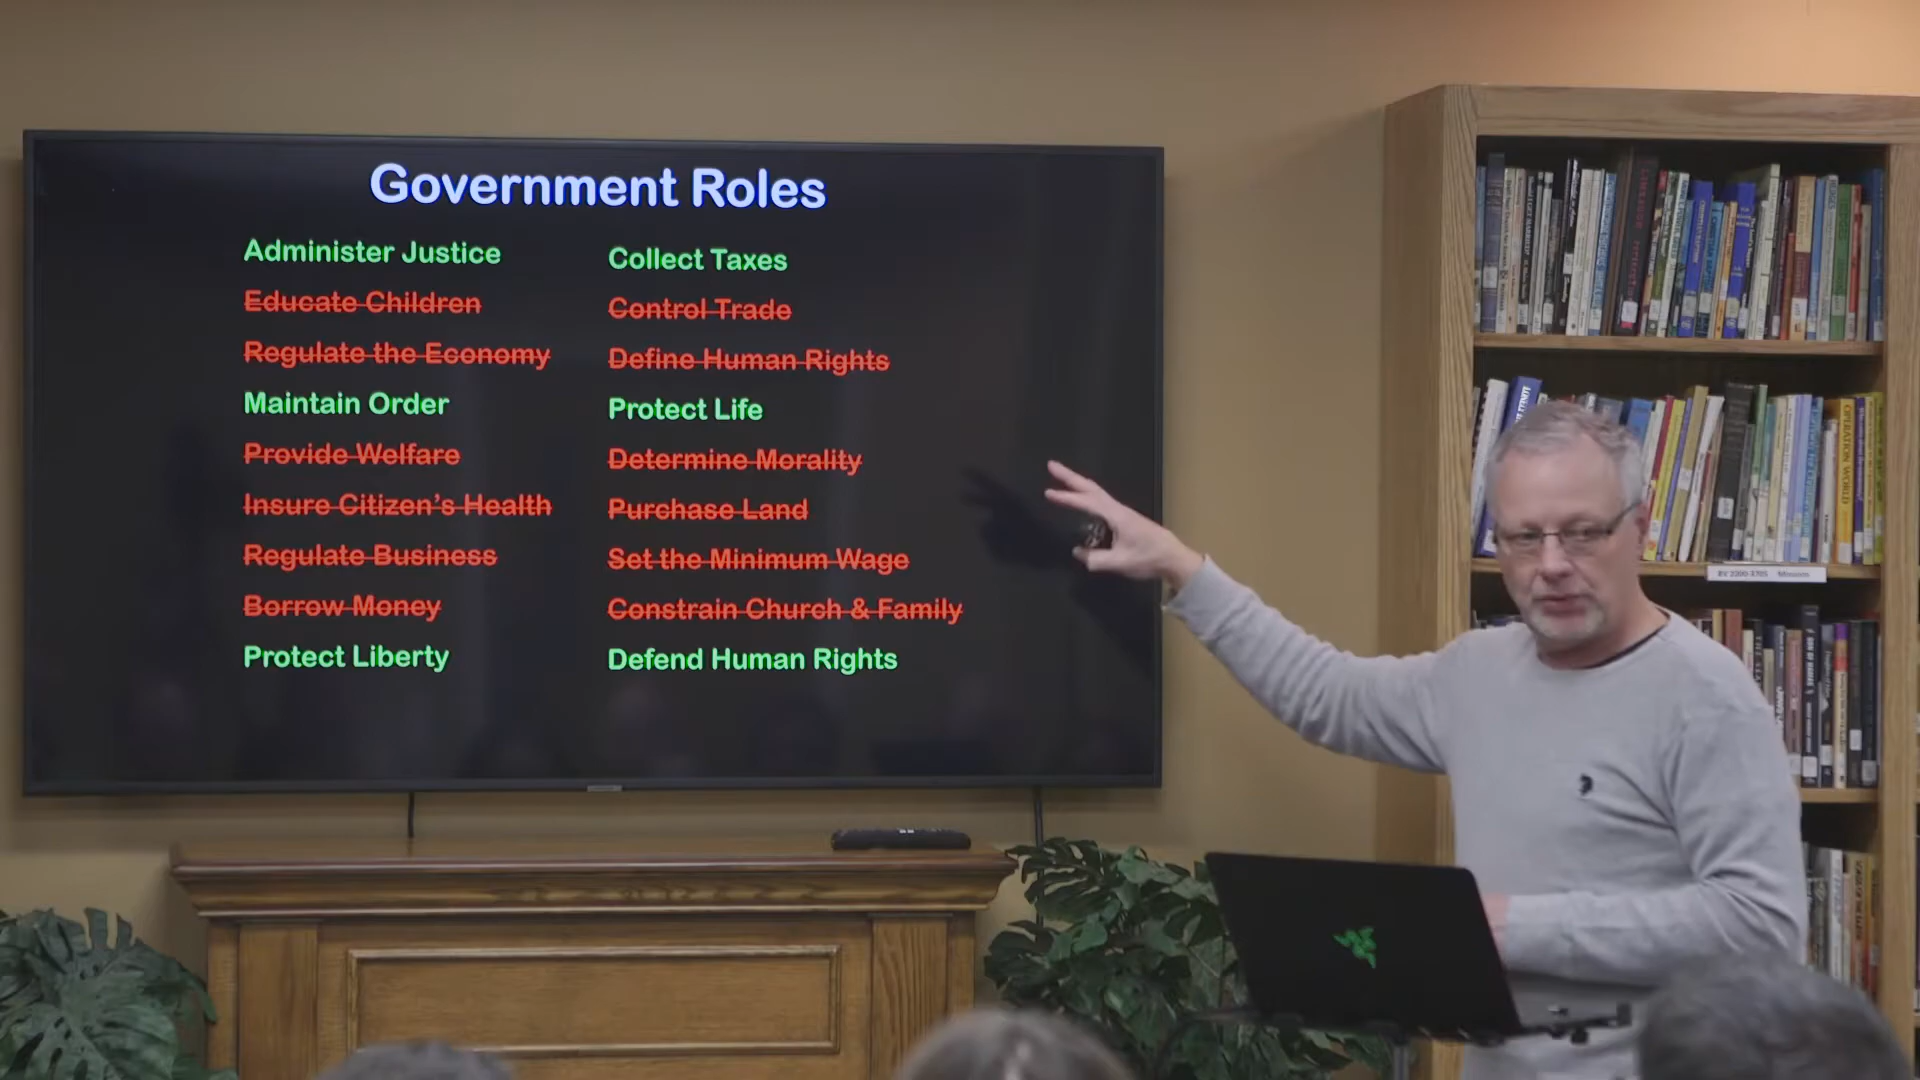 Government Roles
Administer Justice
Educate Children
Regulate the Economy
Maintain Order
Provide Welfare
Insure Citizen's Health
Regulate Business
Borrow Money
Protect Liberty
Collect Taxes
Control Trade
Define Human Rights
Protect Life
Determine Morality
Purchase Land
Set the Minimum Wage
Constrain Church & Family
Defend Human Rights
OPERATION WORLD